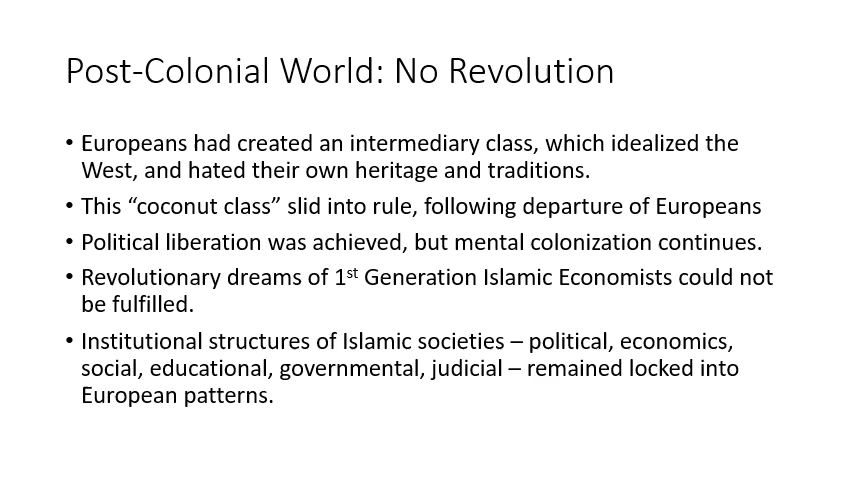 Post-Colonial World: No Revolution
• Europeans had created an intermediary class, which idealized the
West, and hated their own heritage and traditions.
• This “coconut class” slid into rule, following departure of Europeans
• Political liberation was achieved, but mental colonization continues.
• Revolutionary dreams of 1st Generation Islamic Economists could not
be fulfilled.
• Institutional structures of Islamic societies – political, economics,
social, educational, governmental, judicial – remained locked into
European patterns.